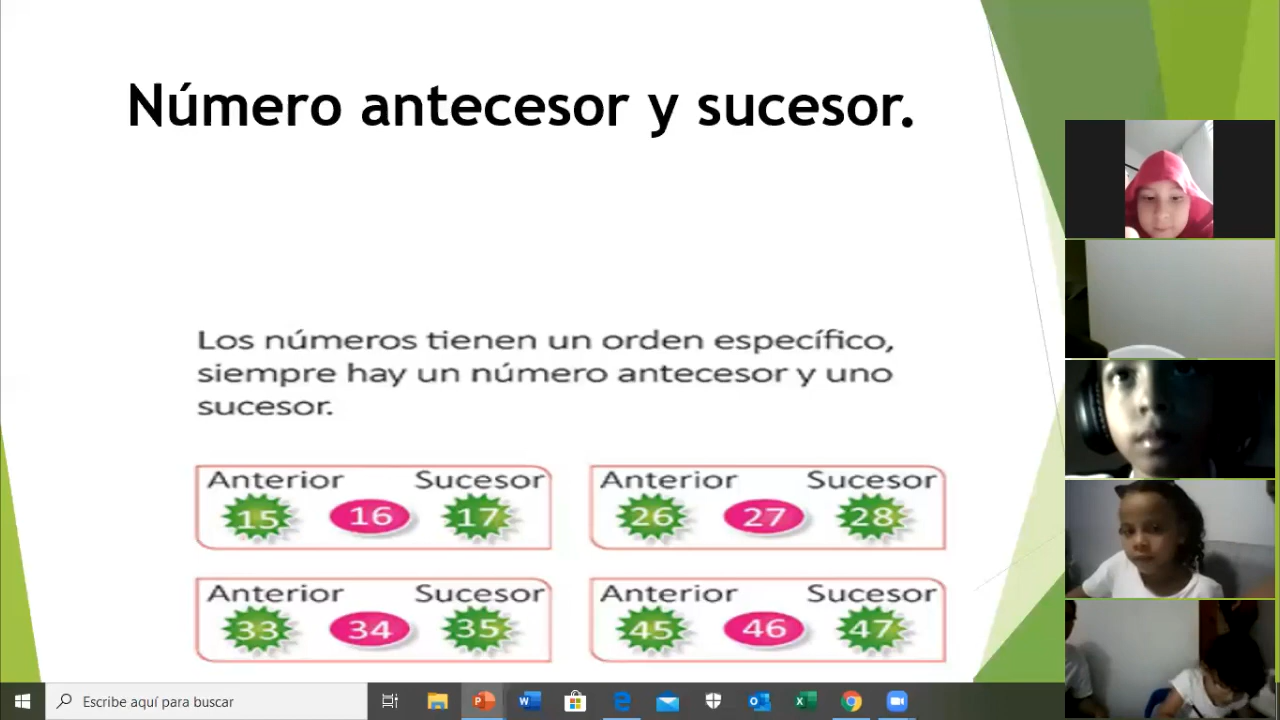 Número antecesor y sucesor.
Los números tienen un orden específico,
siempre hay un número antecesor y uno
sucesor.
Anterior Sucesor
15 16 17
Anterior Sucesor
26 27 28
Anterior Sucesor
33 34 35
Anterior Sucesor
45 46 47
Escribe aquí para buscar